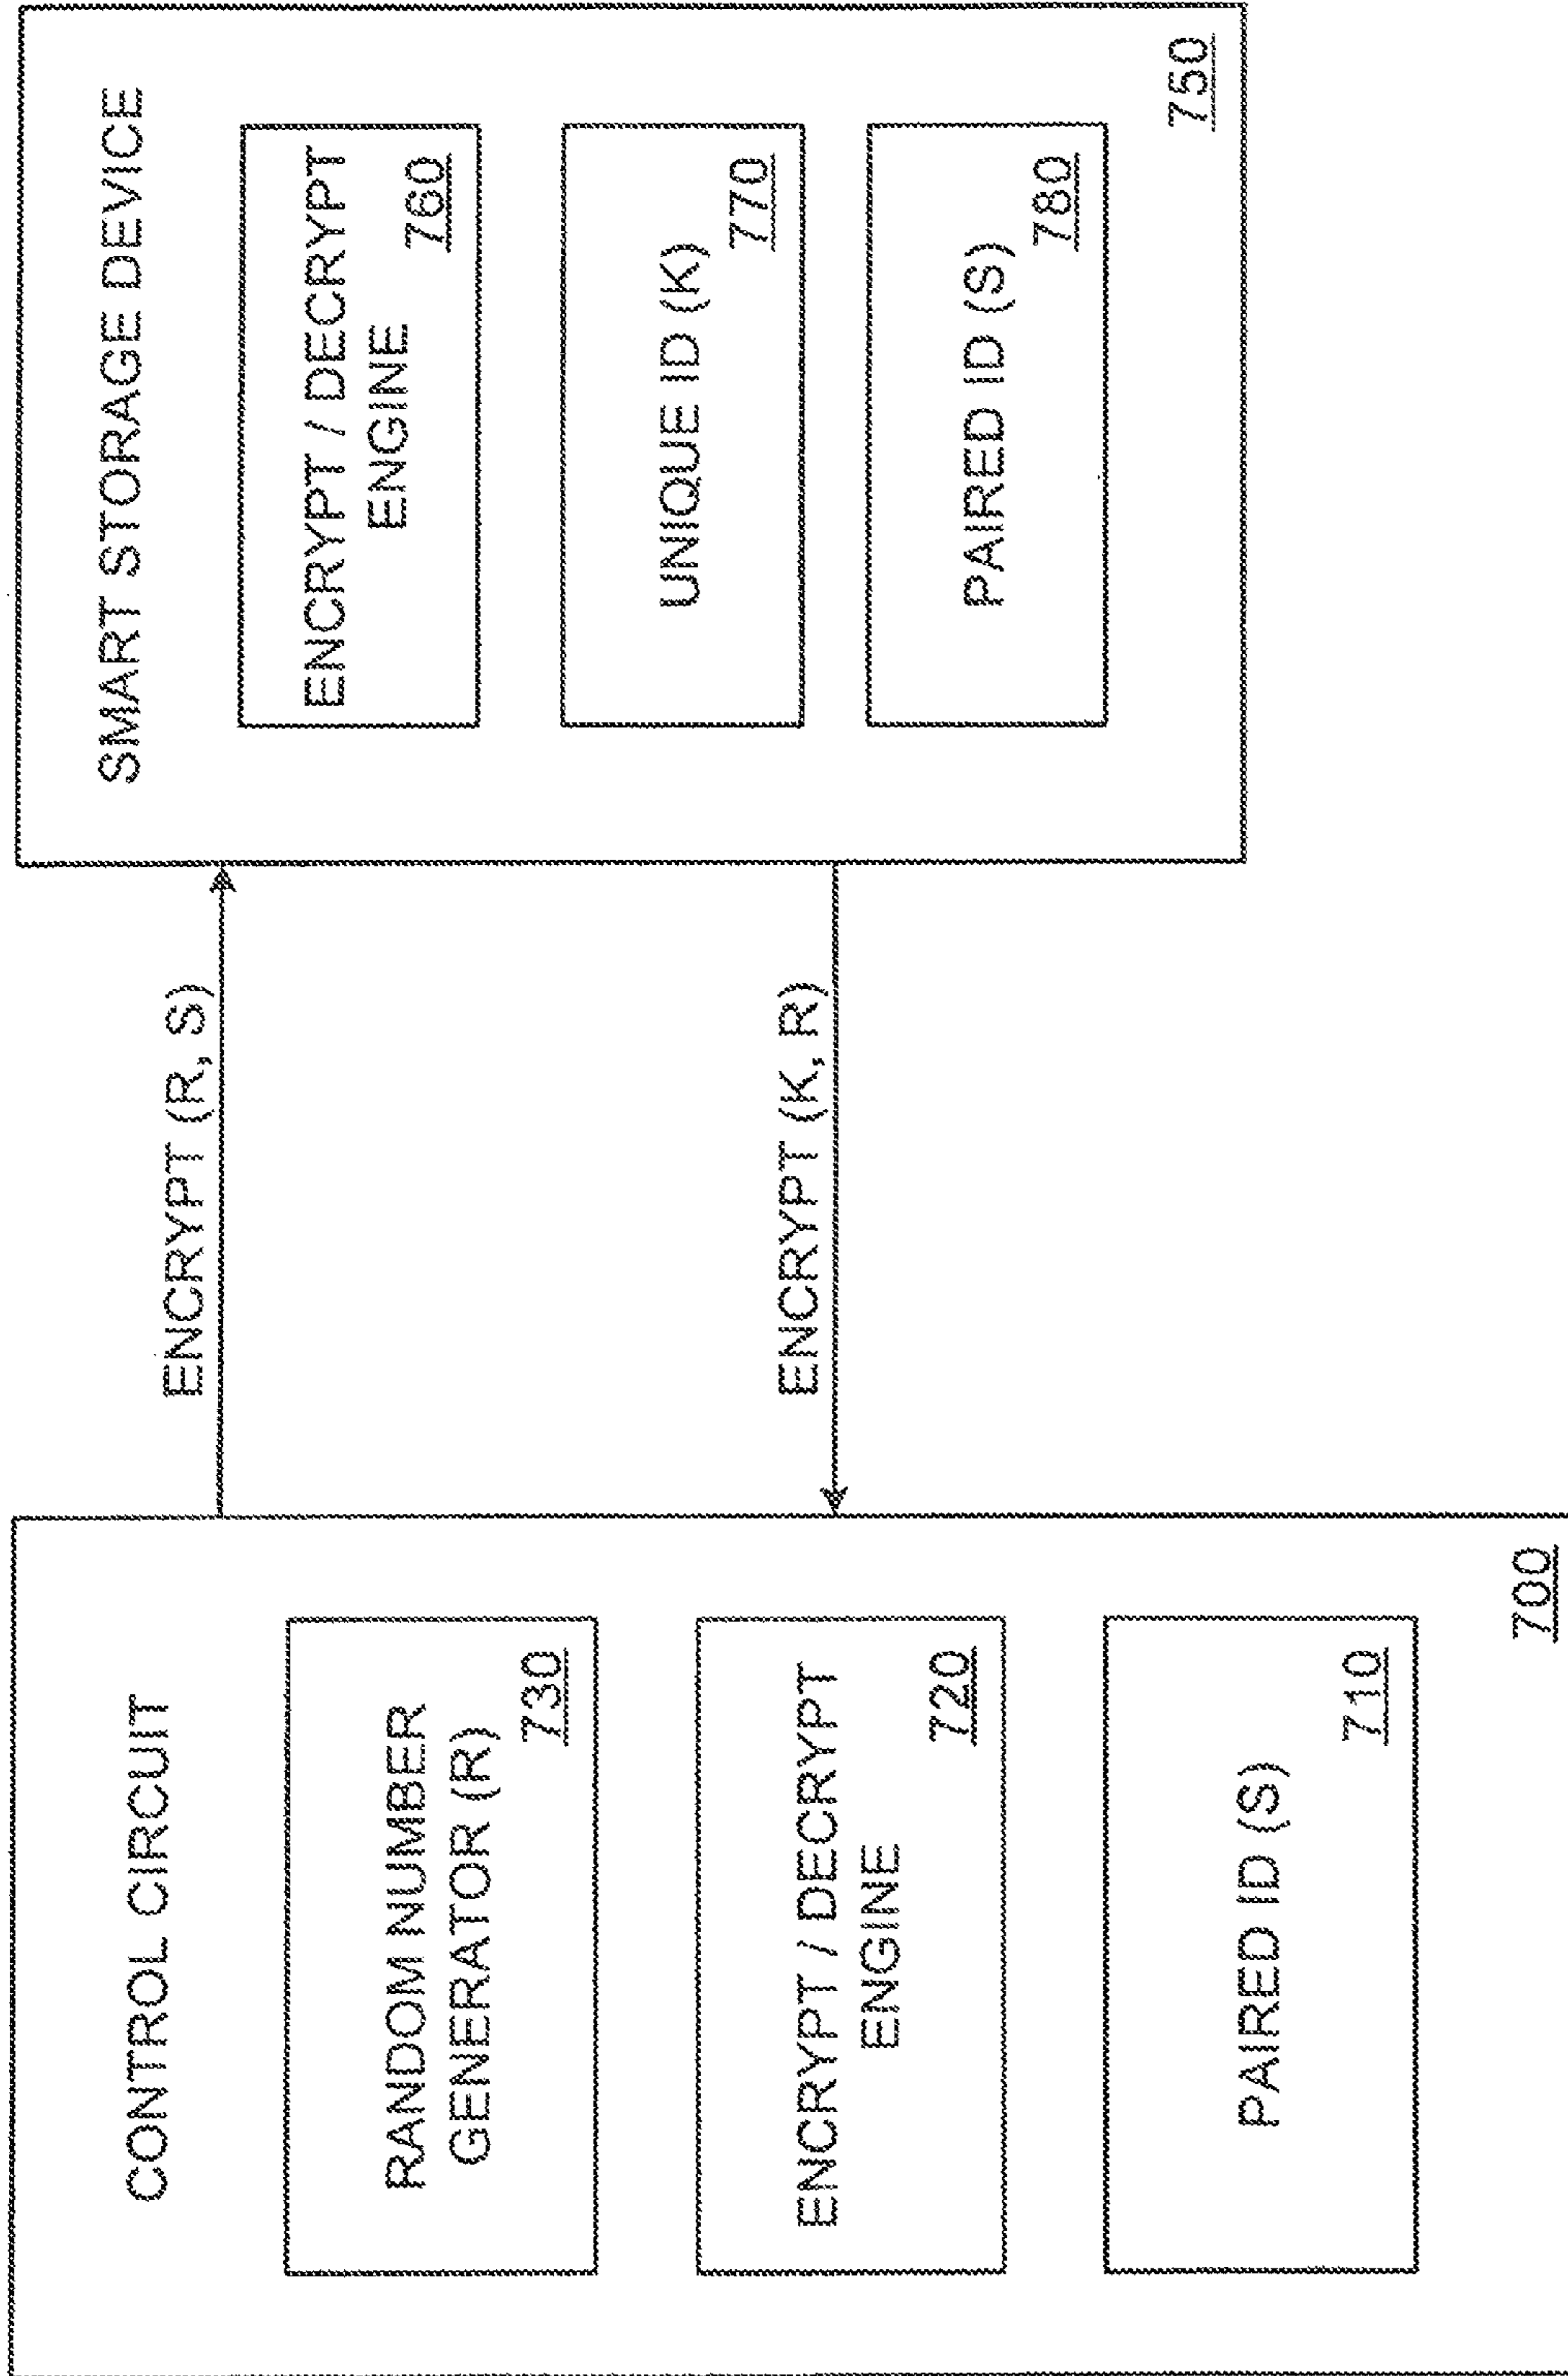 CONTROL CIRCUIT
RANDOM NUMBER
GENERATOR (R)
730
ENCRYPT / DECRYPT
ENGINE
720
PAIRED ID (S)
710
700
ENCRYPT (R, S)
ENCRYPT (K, R)
SMART STORAGE DEVICE
ENCRYPT / DECRYPT
ENGINE
760
UNIQUE ID (K)
770
PAIRED ID (S)
780
750